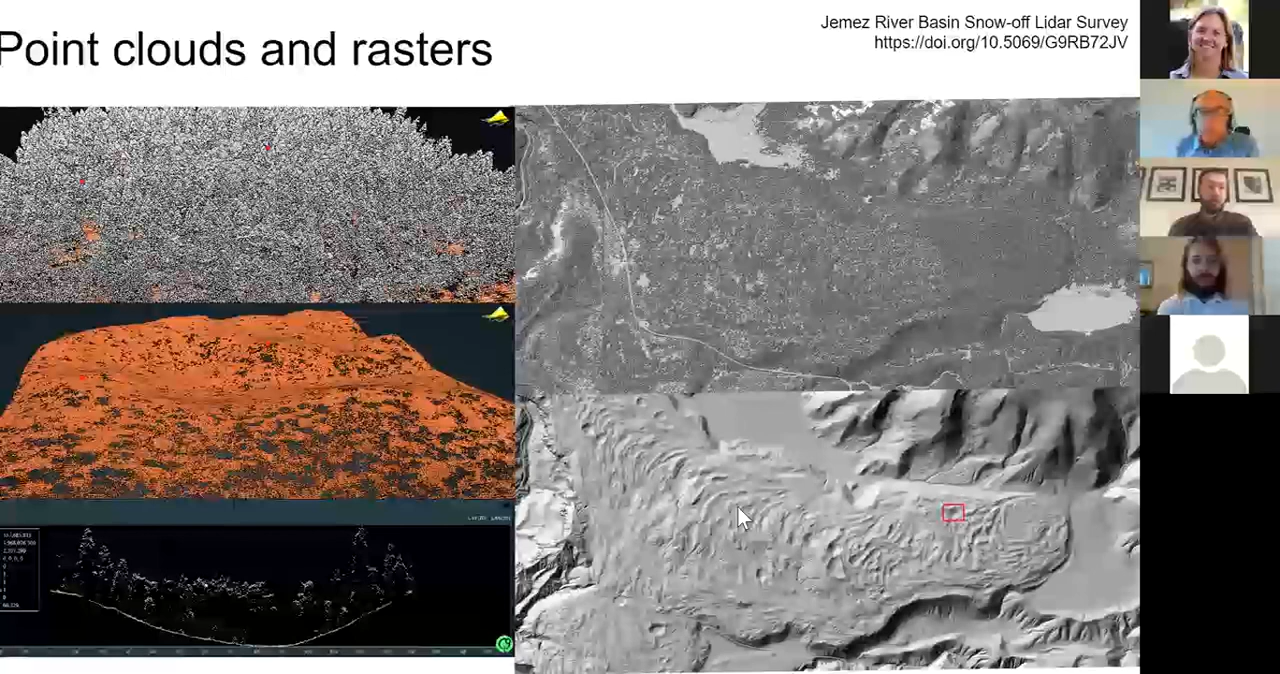 Point clouds and rasters
Jemez River Basin Snow-off Lidar Survey
https://doi.org/10.5069/G9RB72JV